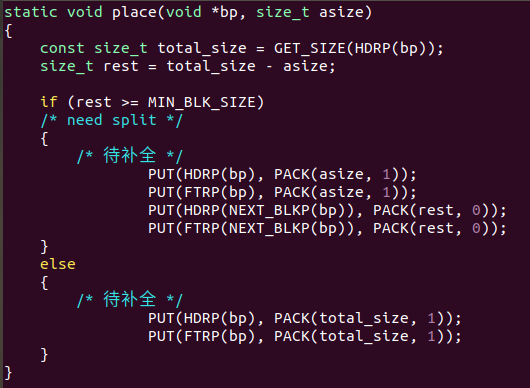 static void place(void *bp, size_t asize)
{
    const size_t total_size = GET_SIZE(HDRP(bp));
    size_t rest = total_size - asize;

    if (rest >= MIN_BLK_SIZE)
    /* need split */
    {
        /* 待补全 */
                PUT(HDRP(bp), PACK(asize, 1));
                PUT(FTRP(bp), PACK(asize, 1));
                PUT(HDRP(NEXT_BLKP(bp)), PACK(rest, 0));
                PUT(FTRP(NEXT_BLKP(bp)), PACK(rest, 0));
    }
    else
    {
        /* 待补全 */
                PUT(HDRP(bp), PACK(total_size, 1));
                PUT(FTRP(bp), PACK(total_size, 1));
    }
}